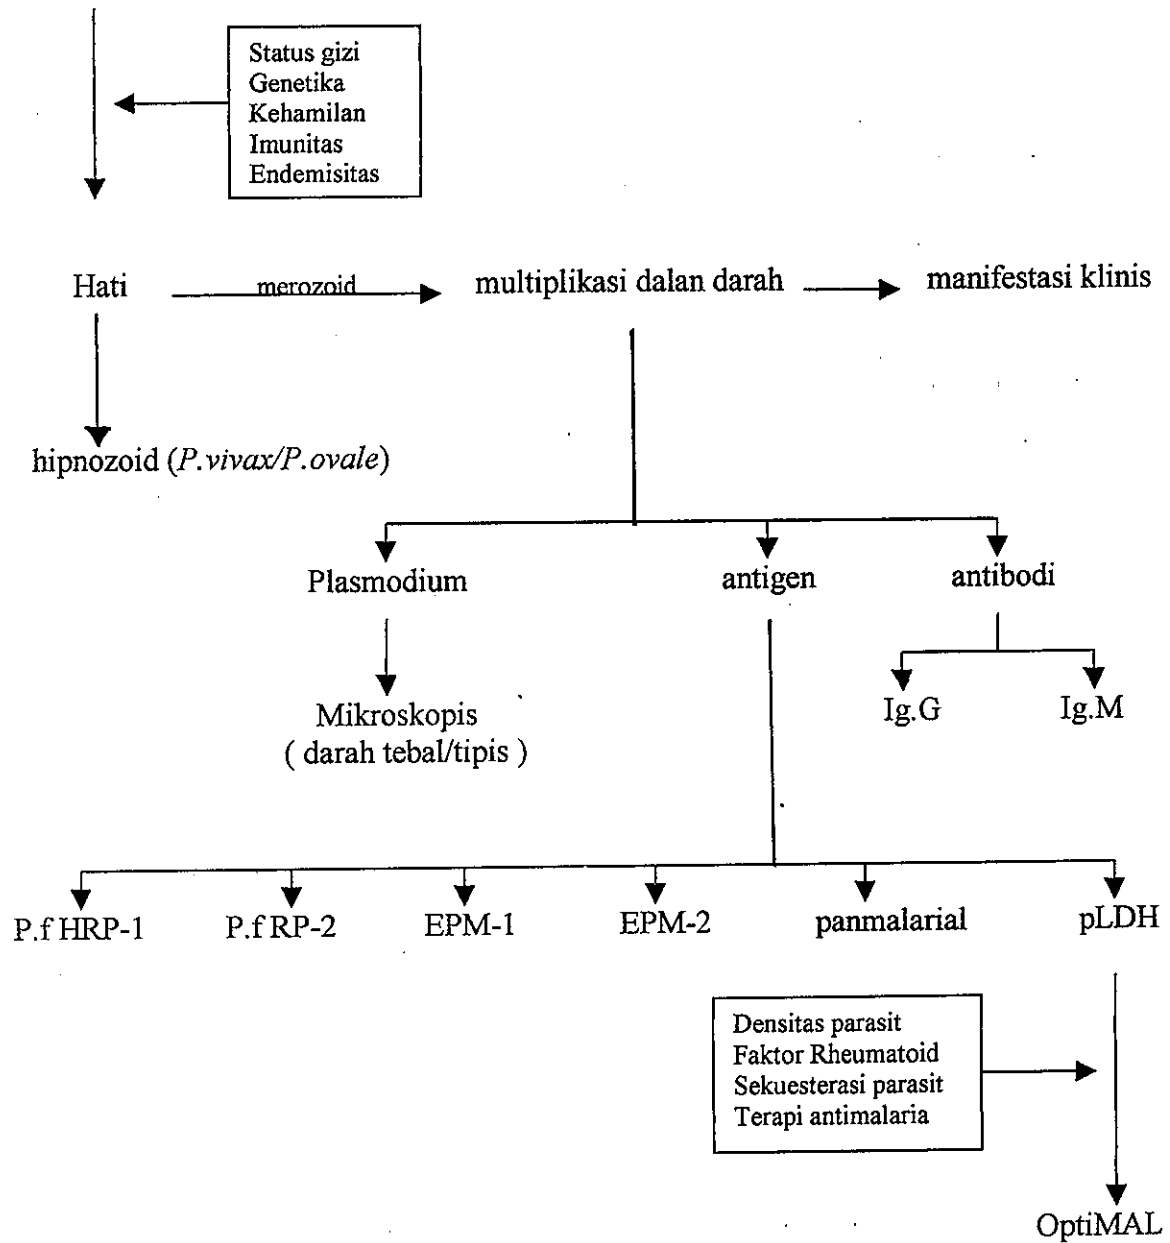 Status gizi
Genetika
Kehamilan
Imunitas
Endemisitas
Hati
merozoid
multiplikasi dalan darah
manifestasi klinis
hipnozoid (P.vivax/P.ovale)
Plasmodium
antigen
antibodi
Mikroskopis
( darah tebal/tipis )
Ig.G
Ig.M
P.f HRP-1
P.f RP-2
EPM-1
EPM-2
panmalarial
pLDH
Densitas parasit
Faktor Rheumatoid
Sekuesterasi parasit
Terapi antimalaria
OptiMAL